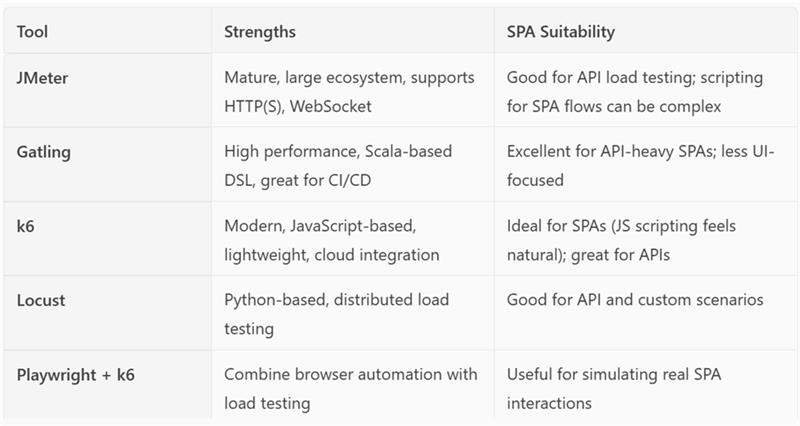 Tool Strengths SPA Suitability
JMeter Mature, large ecosystem, supports Good for API load testing; scripting
HTTP(S), WebSocket for SPA flows can be complex
Gatling High performance, Scala-based Excellent for API-heavy SPAs; less UI-
DSL, great for CI/CD focused
k6 Modern, JavaScript-based, Ideal for SPAs (JS scripting feels
lightweight, cloud integration natural); great for APIs
Locust Python-based, distributed load Good for API and custom scenarios
testing
Playwright + k6 Combine browser automation with Useful for simulating real SPA
load testing interactions